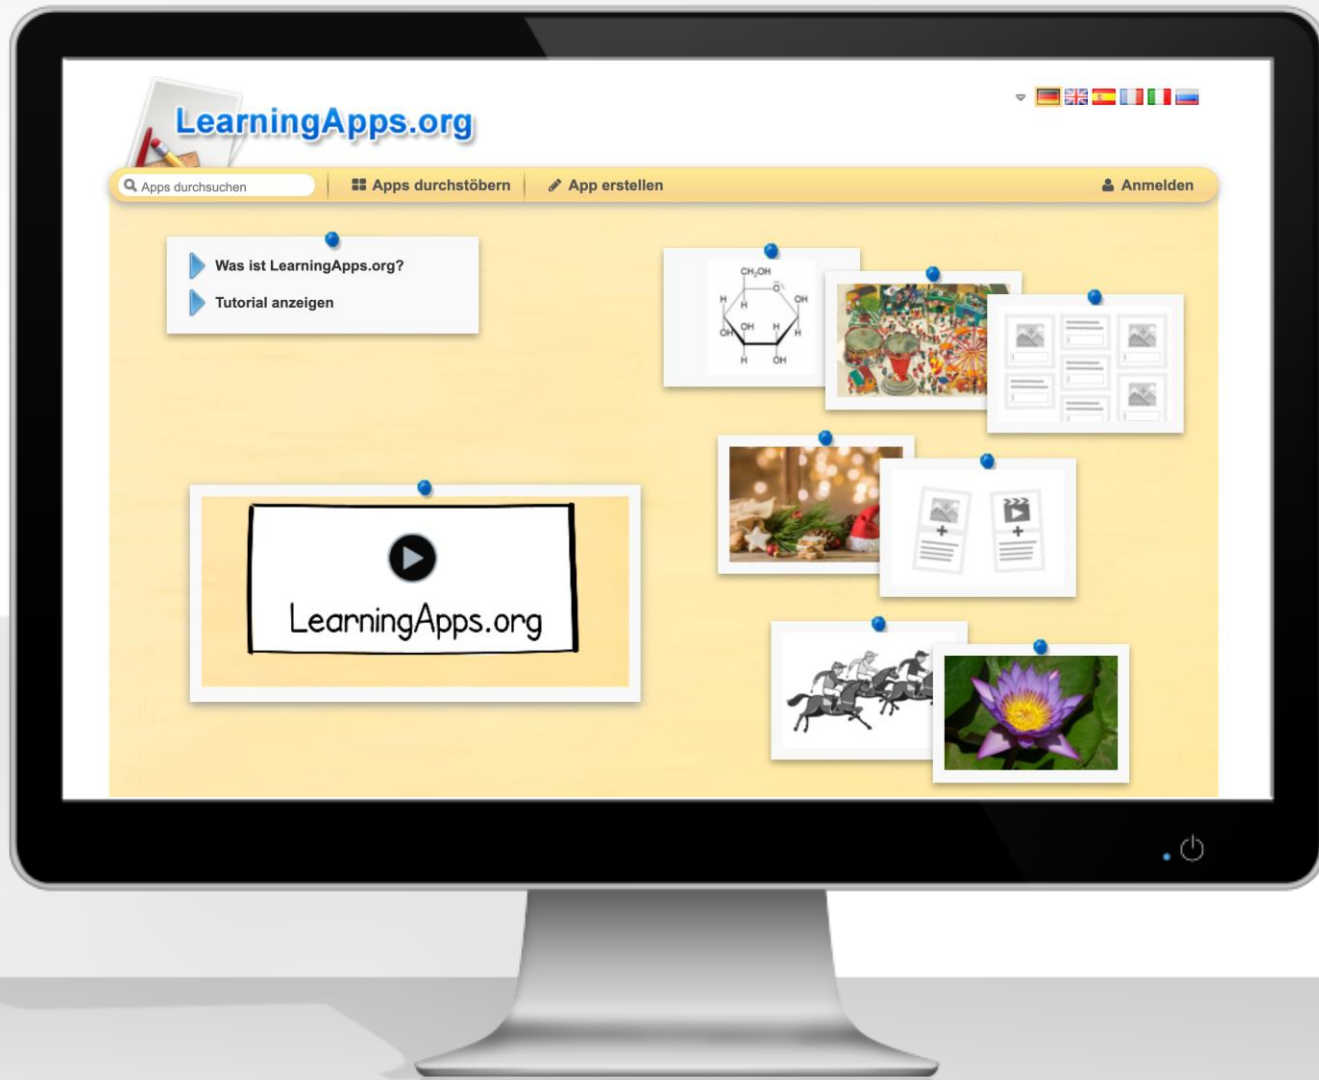 LearningApps.org
Apps durchsuchen
Apps durchstöbern
App erstellen
Anmelden
Was ist LearningApps.org?
Tutorial anzeigen
LearningApps.org
CH₂OH
O
H
H
OH
H
OH
H
OH
H
H
OH